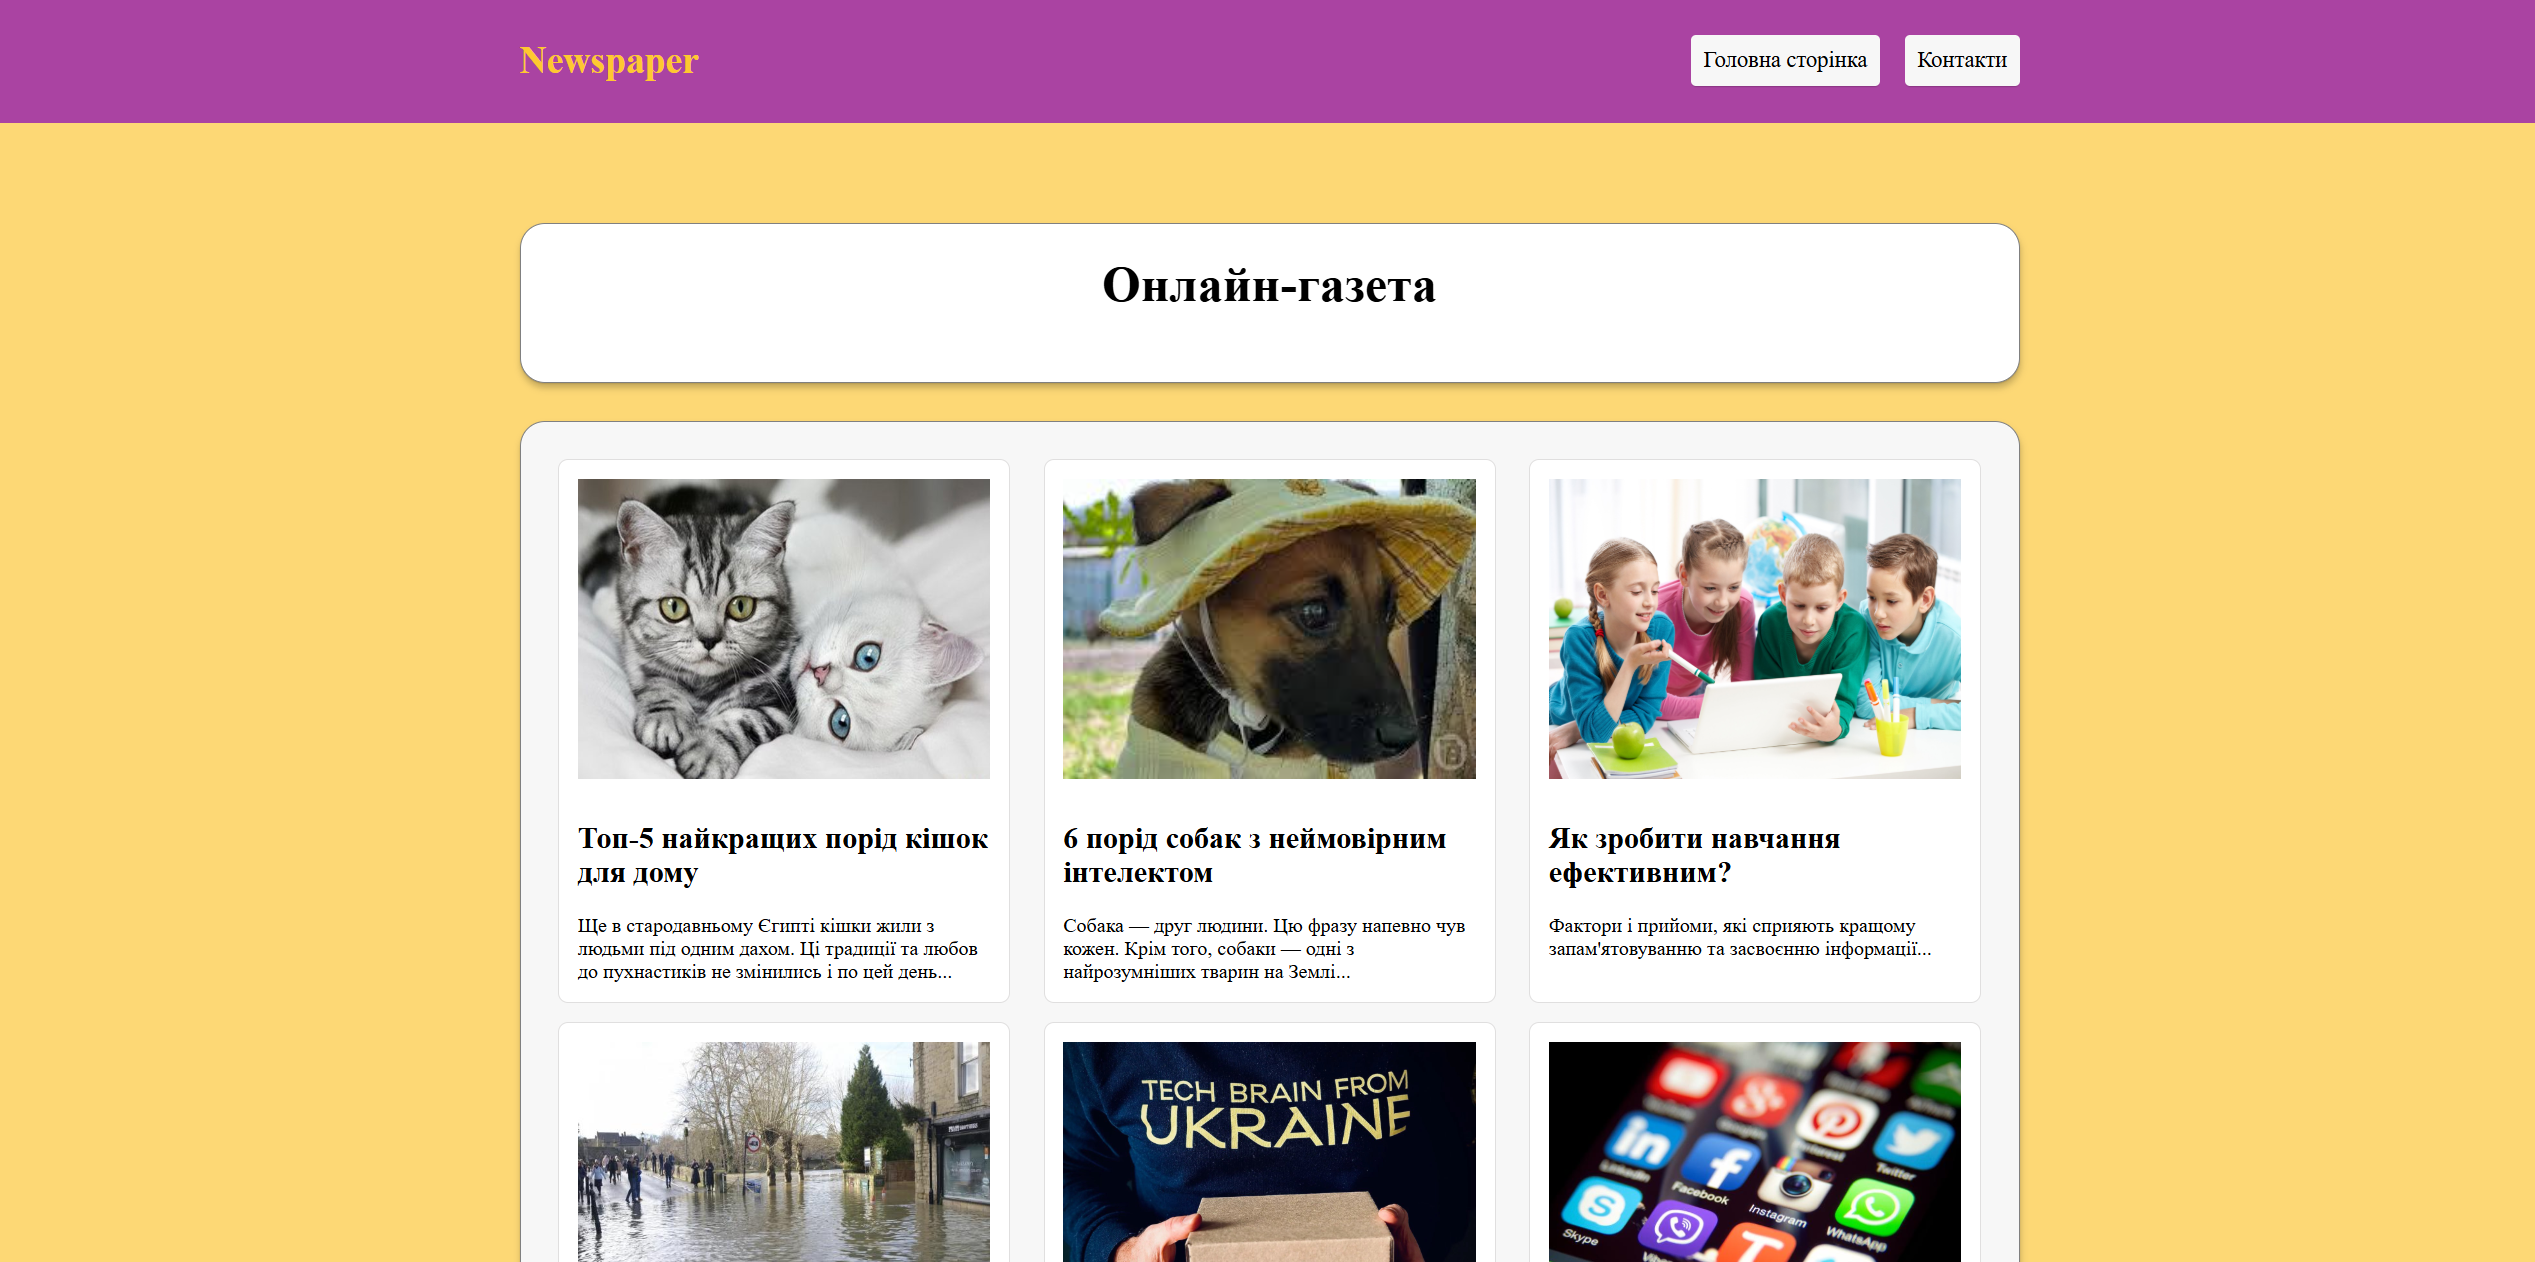 Newspaper
Головна сторінка
Контакти
Онлайн-газета
Топ-5 найкращих порід кішок
для дому
Ще в стародавньому Єгипті кішки жили з
людьми під одним дахом. Ці традиції та любов
до пухнастиків не змінились і по цей день...
6 порід собак з неймовірним
інтелектом
Собака — друг людини. Цю фразу напевно чув
кожен. Крім того, собаки — одні з
найрозумніших тварин на Землі...
Як зробити навчання
ефективним?
Фактори і прийоми, які сприяють кращому
запам'ятовуванню та засвоєнню інформації...
TECH BRAIN FROM
UKRAINE
Pinterest
LinkedIn
Twitter
Facebook
Instagram
WhatsApp
Skype